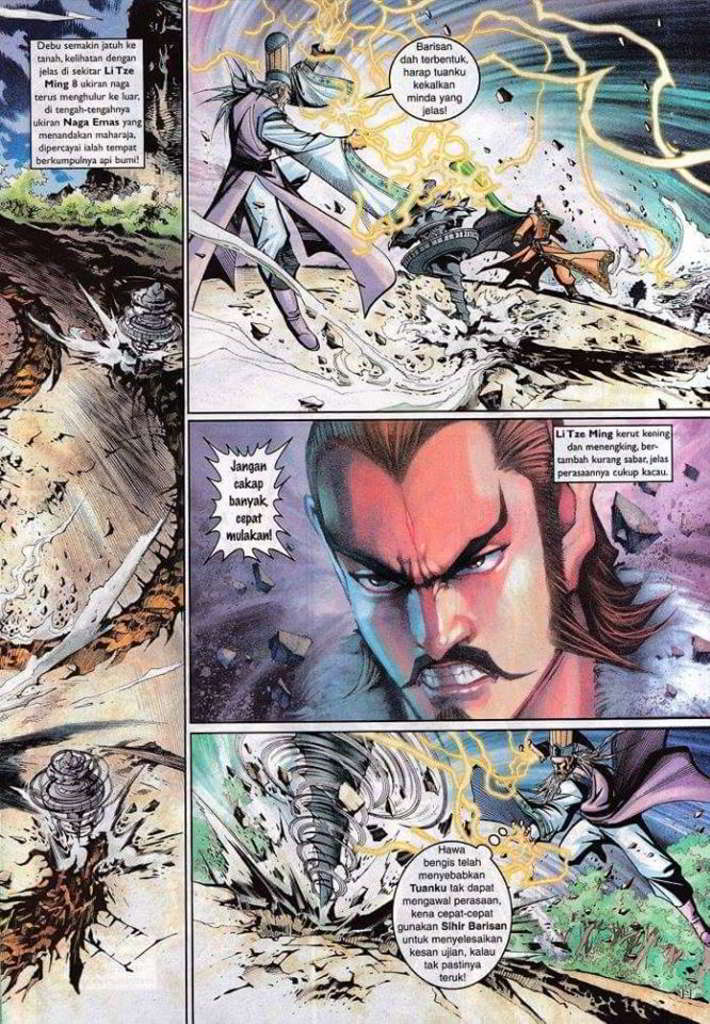 Debu semakin jatuh ke
tanah, kelihatan dengan
jelas di sekitar Li Tze
Ming 8 ukiran naga
terus menghulur ke luar,
di tengah-tengahnya
ukiran Naga Emas yang
menandakan maharaja,
dipercayai ialah tempat
berkumpulnya api bumi!
Barisan
dah terbentuk,
harap tuanku
kekalkan
minda yang
jelas!
Jangan
cakap
banyak,
cepat
mulakan!
Li Tze Ming kerut kening
dan menengking, ber-
tambah kurang sabar, jelas
perasaannya cukup kacau.
Hawa
bengis telah
menyebabkan
Tuanku tak dapat
mengawal perasaan,
kena cepat-cepat
gunakan Sihir Barisan
untuk menyelesaikan
kesan ujian, kalau
tak pastinya
teruk!
11